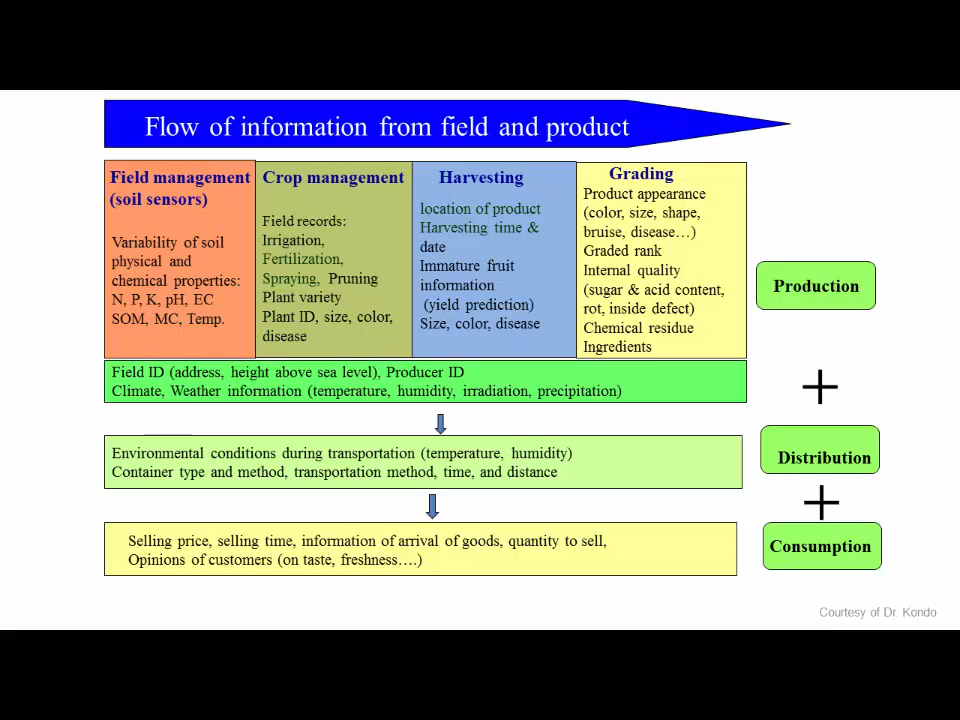 Flow of information from field and product
Field management
(soil sensors)
Variability of soil
physical and
chemical properties:
N, P, K, pH, EC
SOM, MC, Temp.
Crop management
Field records:
Irrigation,
Fertilization,
Spraying, Pruning
Plant variety
Plant ID, size, color,
disease
Harvesting
location of product
Harvesting time &
date
Immature fruit
information
(yield prediction)
Size, color, disease
Grading
Product appearance
(color, size, shape,
bruise, disease…)
Graded rank
Internal quality
(sugar & acid content,
rot, inside defect)
Chemical residue
Ingredients
Production
Field ID (address, height above sea level), Producer ID
Climate, Weather information (temperature, humidity, irradiation, precipitation)
+
Environmental conditions during transportation (temperature, humidity)
Container type and method, transportation method, time, and distance
Distribution
+
Selling price, selling time, information of arrival of goods, quantity to sell,
Opinions of customers (on taste, freshness….)
Consumption
Courtesy of Dr. Kondo